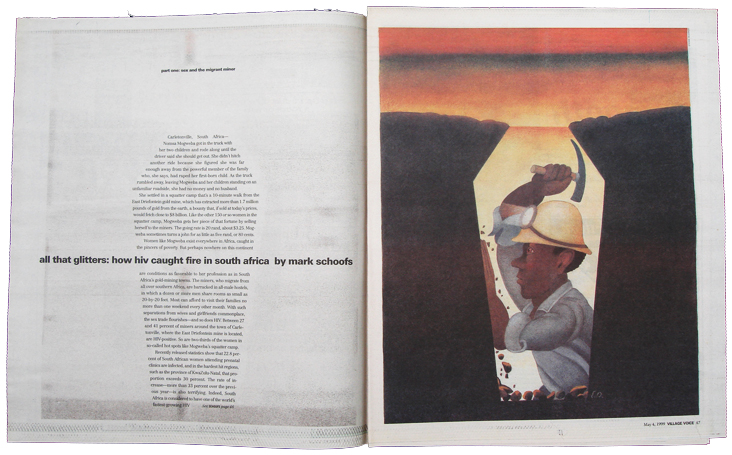 part one: sex and the migrant miner
Carletonville, South Africa—
Nomsa Mogiweha got in the truck with
her two children and rode along until the
driver said she should get out. She didn't hitch
another ride because she figured she was far
enough away from the powerful member of the family
who, she says, had raped her first-born child. As the truck
rumbled away, leaving and her children standing on an
unfamiliar roadside, she had no money and no husband.
She settled in a squatter camp that's a 10-minute walk from the
East Driefontein gold mine, which has extracted more than 1.7 million
pounds of gold from the earth, a bounty that, if sold at today's prices,
would fetch close to $8 billion. Like the other 150 or so women in the
squatter camp, gets her piece of that fortune by selling
herself to the miners. The going rate is 20 rand, about $3.25.
sometimes turns a john for as little as five rand, or 80 cents.
Women like exist everywhere in Africa, caught in
the pincers of poverty. But perhaps nowhere on this continent
all that glitters: how hiv caught fire in south africa by mark schoofs
are conditions as favorable to her profession as in South
Africa's gold-mining towns. The miners, who migrate from
all over southern Africa, are barracked in all-male hostels,
in which a dozen or more men share rooms as small as
20-by-20 feet. Most can afford to visit their families no
more than one weekend every other month. With such
separations from wives and girlfriends commonplace,
the sex trade flourishes—and so does HIV. Between
and 41 percent of miners around the town of Carle-
tonville, where the East Driefontein mine is located,
are HIV-positive. So are two-thirds of the women in
so-called hot spots like squatter camp.
Recently released statistics show that 22.8 per-
cent of South African women attending prenatal
clinics are infected, and in the hardest hit regions,
such as the province of KwaZulu-Natal, that pro-
portion exceeds 30 percent. The rate of in-
crease—more than 33 percent over the previ-
ous year—is also terrifying. Indeed, South
Africa is considered to have one of the world's
fastest growing HIV
May 4, 1999 VILLAGE VOICE 67